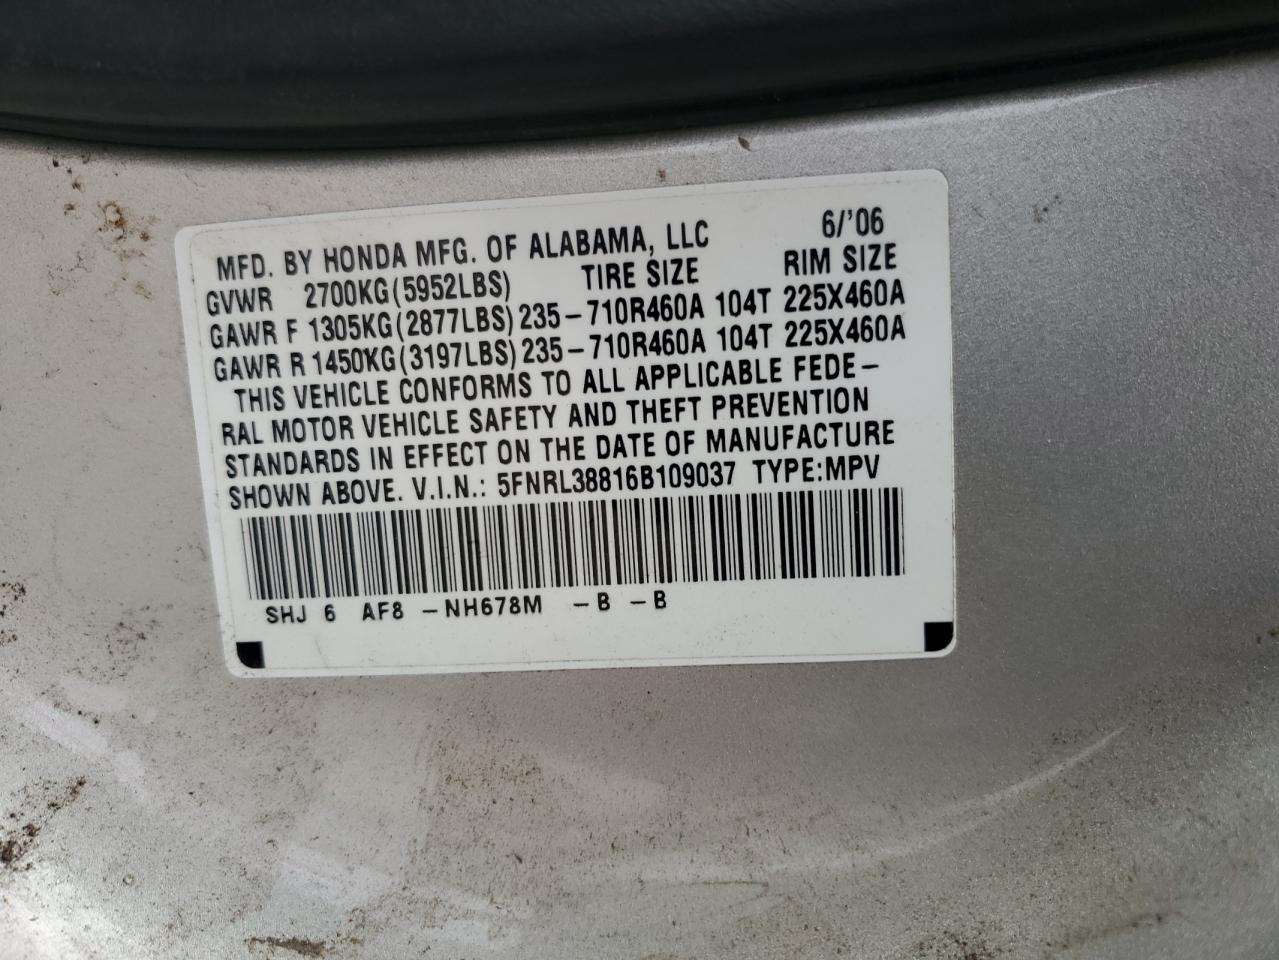 MFD. BY HONDA MFG. OF ALABAMA, LLC 6/'06
GVWR 2700KG(5952LBS) TIRE SIZE RIM SIZE
GAWR F 1305KG(2877LBS) 235-710R460A 104T 225X460A
GAWR R 1450KG(3197LBS) 235-710R460A 104T 225X460A
THIS VEHICLE CONFORMS TO ALL APPLICABLE FEDE-
RAL MOTOR VEHICLE SAFETY AND THEFT PREVENTION
STANDARDS IN EFFECT ON THE DATE OF MANUFACTURE
SHOWN ABOVE. V.I.N.: 5FNRL38816B109037 TYPE:MPV
SHJ 6 AF8 -NH678M -B -B